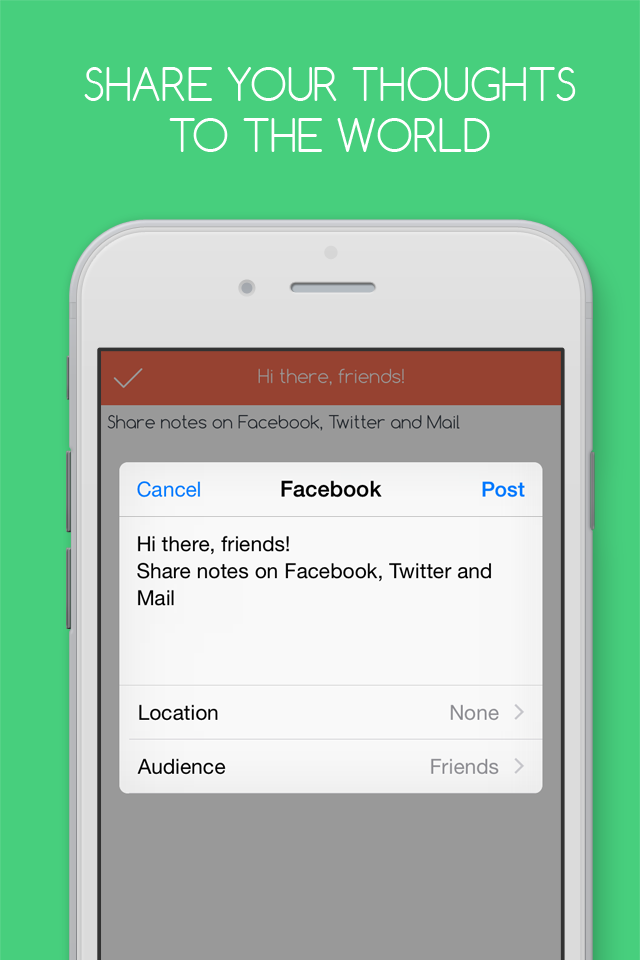 SHARE YOUR THOUGHTS
TO THE WORLD
Hi there, friends!
Share notes on Facebook, Twitter and Mail
Cancel Facebook Post
Hi there, friends!
Share notes on Facebook, Twitter and
Mail
Location None
Audience Friends